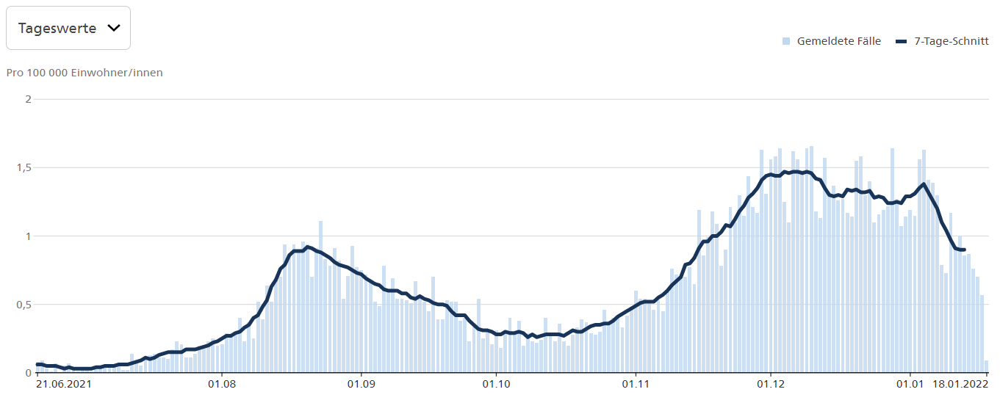 Tageswerte
Gemeldete Fälle 7-Tage-Schnitt
Pro 100 000 Einwohner/innen
2
1,5
1
0,5
0
21.06.2021 01.08 01.09 01.10 01.11 01.12 01.01 18.01.2022